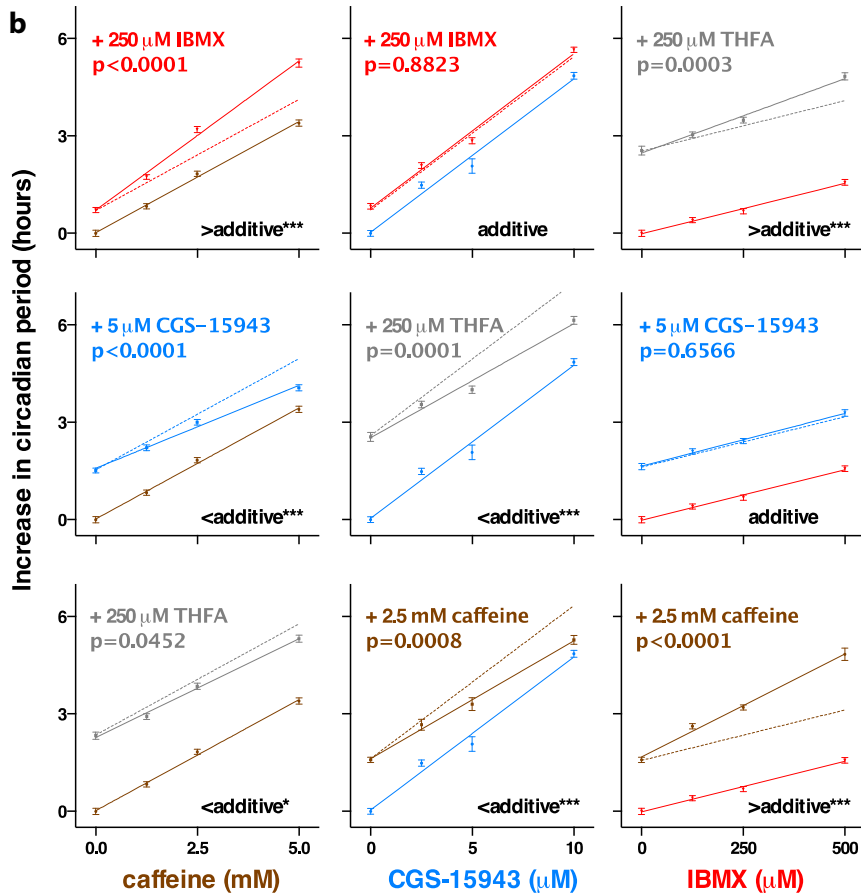 b
Increase in circadian period (hours)
6
3
0
+ 250 μM IBMX
p<0.0001
>additive***
+ 250 μM IBMX
p=0.8823
additive
+ 250 μM THFA
p=0.0003
>additive***
6
3
0
+ 5 μM CGS-15943
p<0.0001
<additive***
+ 250 μM THFA
p=0.0001
<additive***
+ 5 μM CGS-15943
p=0.6566
additive
6
3
0
+ 250 μM THFA
p=0.0452
<additive*
+ 2.5 mM caffeine
p=0.0008
<additive***
+ 2.5 mM caffeine
p<0.0001
>additive***
0.0 2.5 5.0
0 5 10
0 250 500
caffeine (mM)
CGS-15943 (μM)
IBMX (μM)